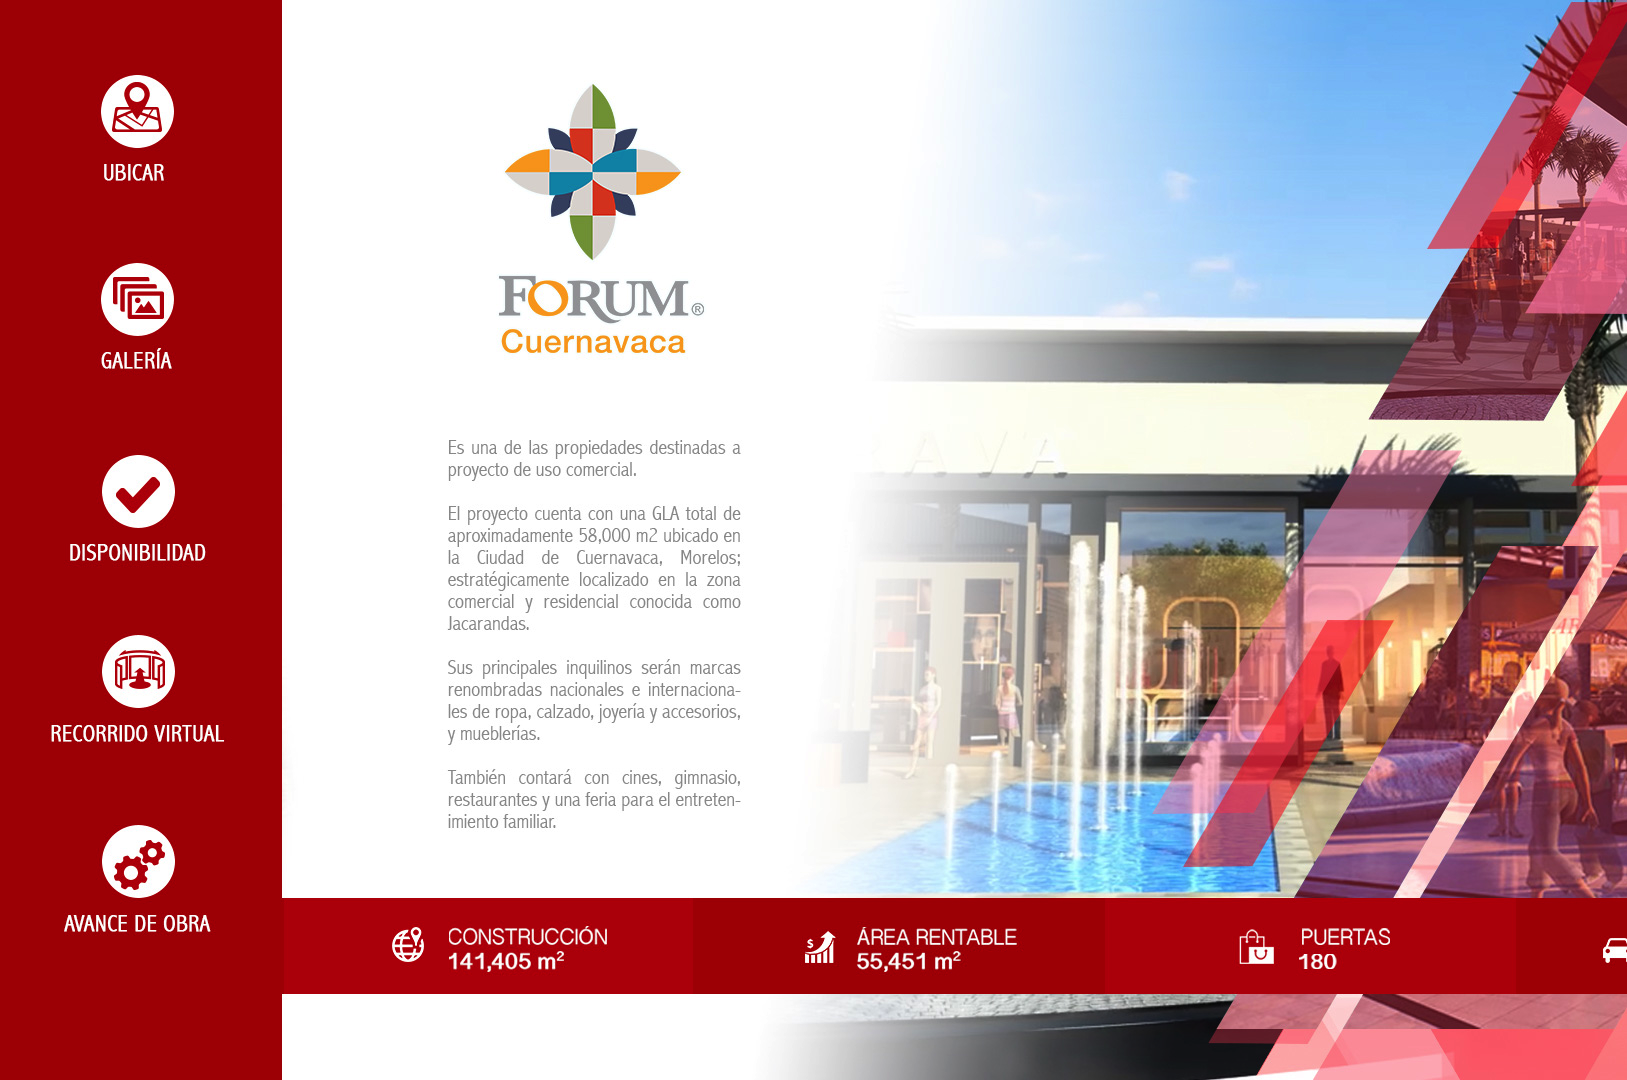 UBICAR
GALERÍA
DISPONIBILIDAD
RECORRIDO VIRTUAL
AVANCE DE OBRA
FORUM®
Cuernavaca
Es una de las propiedades destinadas a
proyecto de uso comercial.
El proyecto cuenta con una GLA total de
aproximadamente 58,000 m2 ubicado en
la Ciudad de Cuernavaca, Morelos;
estratégicamente localizado en la zona
comercial y residencial conocida como
Jacarandas.
Sus principales inquilinos serán marcas
renombradas nacionales e internaciona-
les de ropa, calzado, joyería y accesorios,
y mueblerías.
También contará con cines, gimnasio,
restaurantes y una feria para el entreten-
imiento familiar.
CONSTRUCCIÓN
141,405 m²
ÁREA RENTABLE
55,451 m²
PUERTAS
180